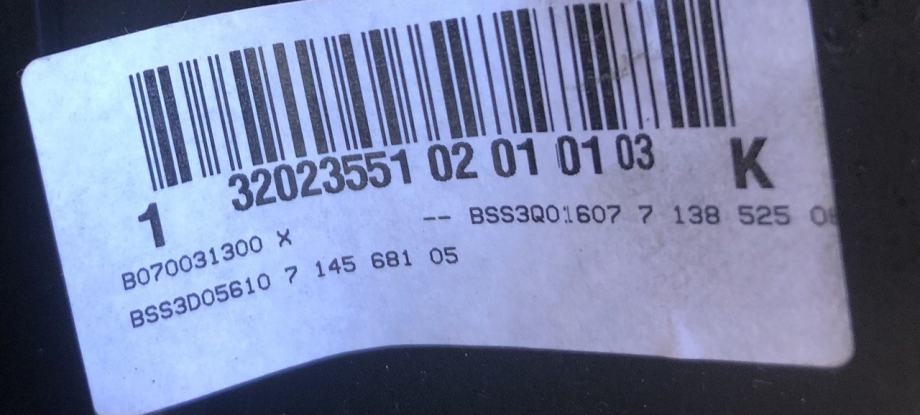 32023551 02 01 01 03
1 K
-- BSS3Q01607 7 138 525
B070031300 X
BSS3D05610 7 145 681 05